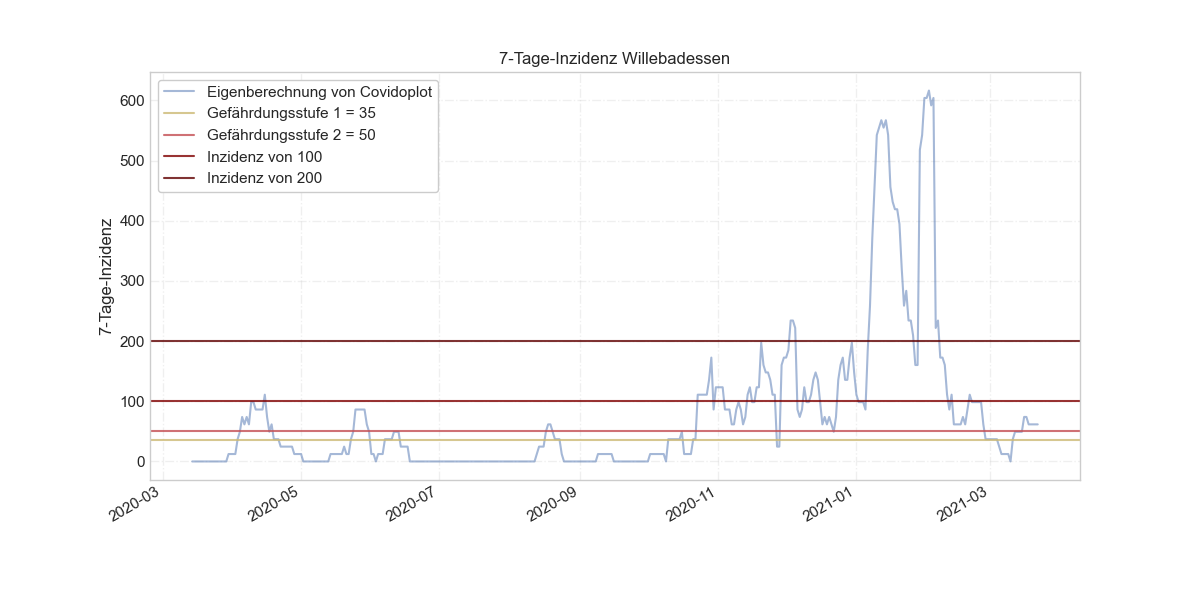 7-Tage-Inzidenz Willebadessen
Eigenberechnung von Covidoplot
Gefährdungsstufe 1 = 35
Gefährdungsstufe 2 = 50
Inzidenz von 100
Inzidenz von 200
7-Tage-Inzidenz
600
500
400
300
200
100
0
2020-03
2020-05
2020-07
2020-09
2020-11
2021-01
2021-03